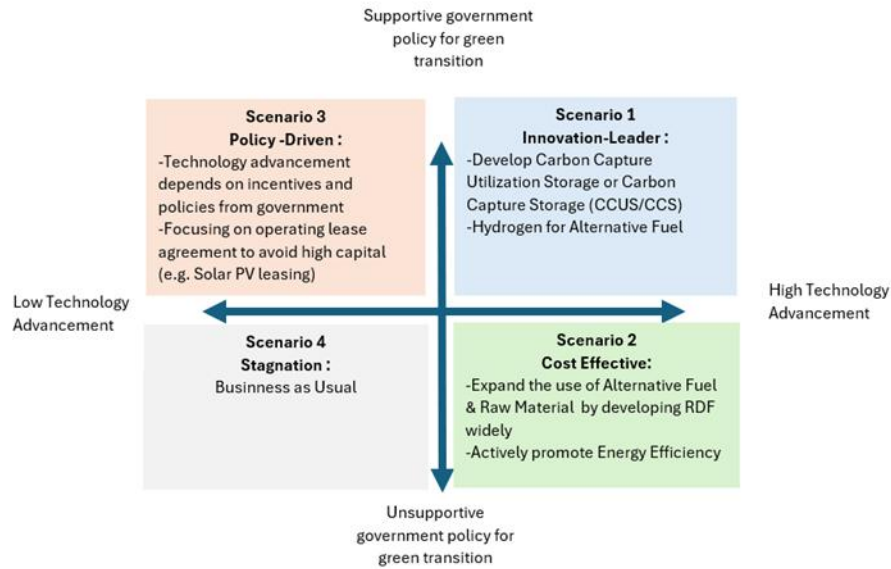 Supportive government
policy for green
transition
Scenario 3
Policy -Driven :
-Technology advancement
depends on incentives and
policies from government
-Focusing on operating lease
agreement to avoid high capital
(e.g. Solar PV leasing)
Scenario 1
Innovation-Leader :
-Develop Carbon Capture
Utilization Storage or Carbon
Capture Storage (CCUS/CCS)
-Hydrogen for Alternative Fuel
Low Technology
Advancement
High Technology
Advancement
Scenario 4
Stagnation :
Businness as Usual
Scenario 2
Cost Effective:
-Expand the use of Alternative Fuel
& Raw Material by developing RDF
widely
-Actively promote Energy Efficiency
Unsupportive
government policy for
green transition